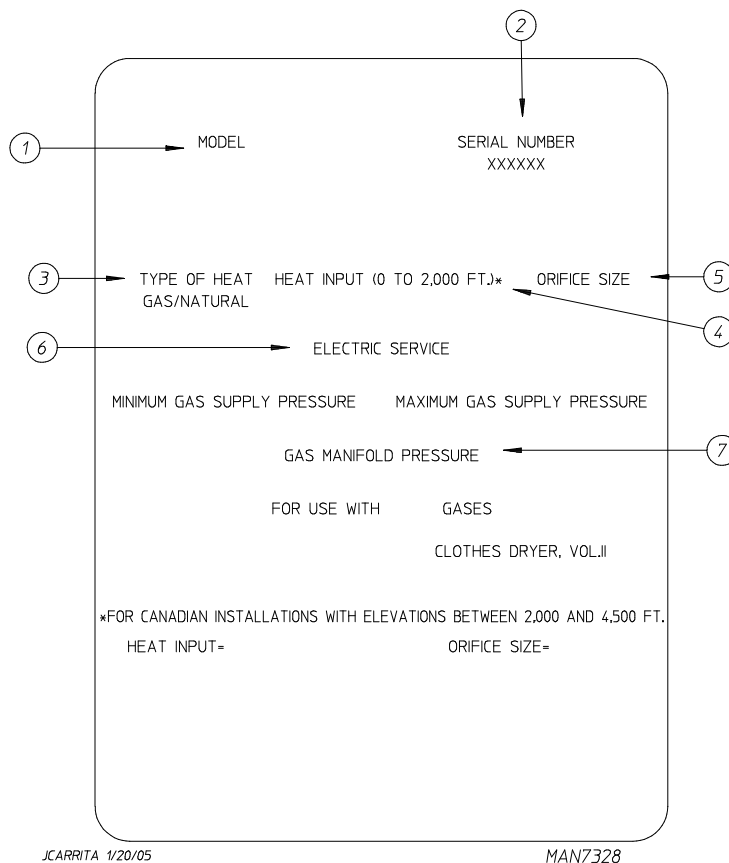 2
1 MODEL SERIAL NUMBER
XXXXXX
3 TYPE OF HEAT HEAT INPUT (0 TO 2,000 FT.)* ORIFICE SIZE 5
GAS/NATURAL
4
6 ELECTRIC SERVICE
MINIMUM GAS SUPPLY PRESSURE MAXIMUM GAS SUPPLY PRESSURE
GAS MANIFOLD PRESSURE 7
FOR USE WITH GASES
CLOTHES DRYER, VOL.II
*FOR CANADIAN INSTALLATIONS WITH ELEVATIONS BETWEEN 2,000 AND 4,500 FT.
HEAT INPUT= ORIFICE SIZE=
JCARRITA 1/20/05 MAN7328